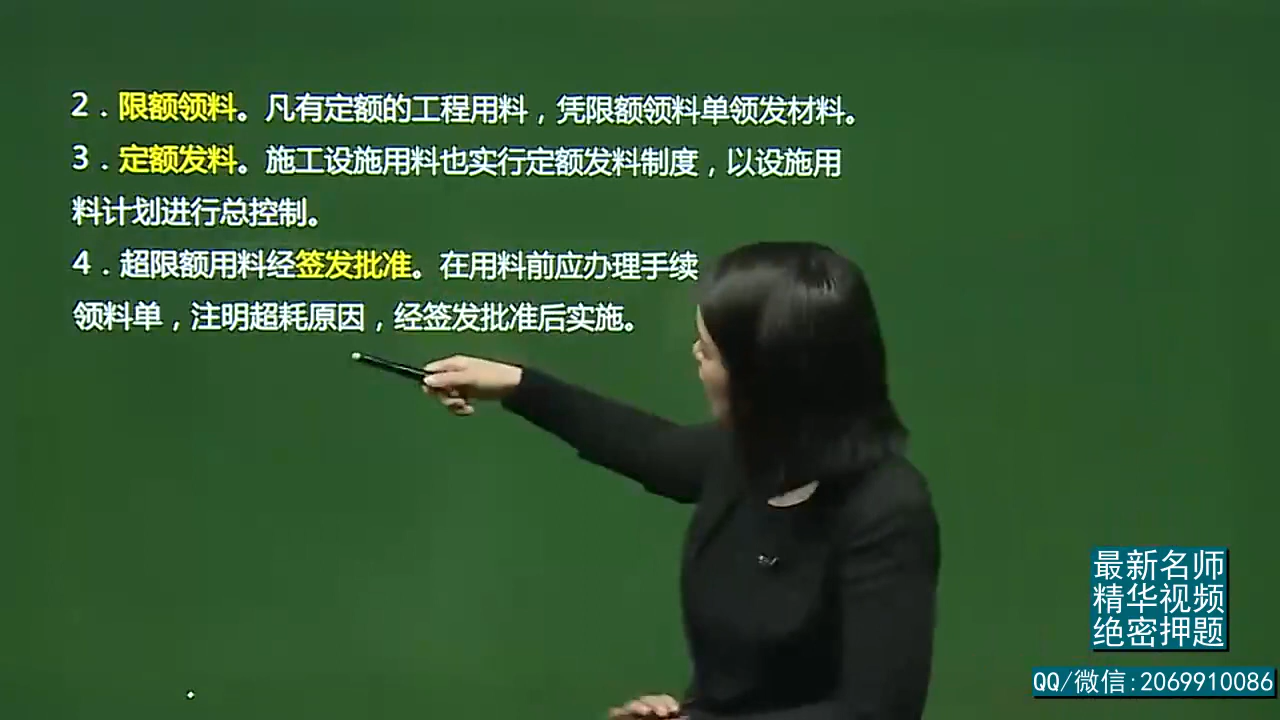 2．限额领料。凡有定额的工程用料，凭限额领料单领发材料。
3．定额发料。施工设施用料也实行定额发料制度，以设施用
料计划进行总控制。
4．超限额用料经签发批准。在用料前应办理手续
领料单，注明超耗原因，经签发批准后实施。
最新名师
精华视频
绝密押题
QQ/微信:2069910086